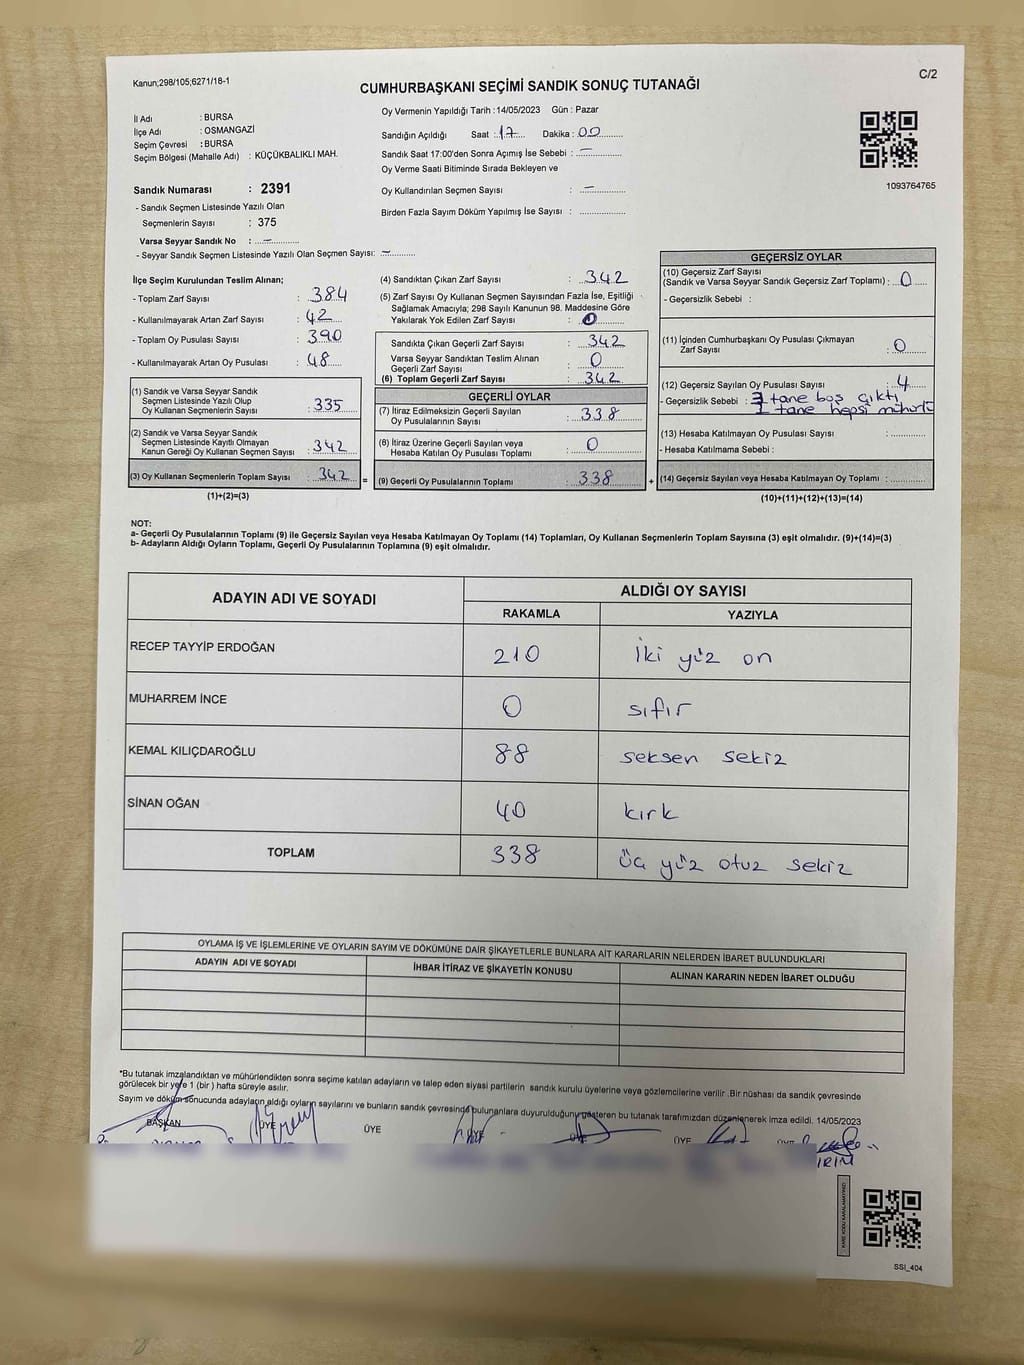 Kanun;298/105;6271/18-1
C/2
CUMHURBAŞKANI SEÇİMİ SANDIK SONUÇ TUTANAĞI
İl Adı : BURSA
İlçe Adı : OSMANGAZİ
Seçim Çevresi : BURSA
Seçim Bölgesi (Mahalle Adı) : KÜÇÜKBALIKLI MAH.
Sandık Numarası : 2391
- Sandık Seçmen Listesinde Yazılı Olan
Seçmenlerin Sayısı : 375
Varsa Seyyar Sandık No : –
- Seyyar Sandık Seçmen Listesinde Yazılı Olan Seçmen Sayısı: –
Oy Vermenin Yapıldığı Tarih : 14/05/2023 Gün : Pazar
Sandığın Açıldığı Saat : 17 Dakika : 00
Sandık Saat 17:00'den Sonra Açımış İse Sebebi : –
Oy Verme Saati Bitiminde Sırada Bekleyen ve
Oy Kullandırılan Seçmen Sayısı : –
Birden Fazla Sayım Döküm Yapılmış İse Sayısı :
1093764765
İlçe Seçim Kurulundan Teslim Alınan;
- Toplam Zarf Sayısı : 384
- Kullanılmayarak Artan Zarf Sayısı : 42
- Toplam Oy Pusulası Sayısı : 390
- Kullanılmayarak Artan Oy Pusulası : 48
(1) Sandık ve Varsa Seyyar Sandık
Seçmen Listesinde Yazılı Olup
Oy Kullanan Seçmenlerin Sayısı : 335
(2) Sandık ve Varsa Seyyar Sandık
Seçmen Listesinde Kayıtlı Olmayan
Kanun Gereği Oy Kullanan Seçmen Sayısı : 342
(3) Oy Kullanan Seçmenlerin Toplam Sayısı : 342
(1)+(2)=(3)
(4) Sandıktan Çıkan Zarf Sayısı : 342
(5) Zarf Sayısı Oy Kullanan Seçmen Sayısından Fazla İse, Eşitliği
Sağlamak Amacıyla; 298 Sayılı Kanunun 98. Maddesine Göre
Yakılarak Yok Edilen Zarf Sayısı : 0
Sandıkta Çıkan Geçerli Zarf Sayısı : 342
Varsa Seyyar Sandıktan Teslim Alınan
Geçerli Zarf Sayısı : 0
(6) Toplam Geçerli Zarf Sayısı : 342
GEÇERLİ OYLAR
(7) İtiraz Edilmeksizin Geçerli Sayılan
Oy Pusulalarının Sayısı : 338
(8) İtiraz Üzerine Geçerli Sayılan veya
Hesaba Katılan Oy Pusulası Toplamı : 0
= (9) Geçerli Oy Pusulalarının Toplamı : 338 +
GEÇERSİZ OYLAR
(10) Geçersiz Zarf Sayısı
(Sandık ve Varsa Seyyar Sandık Geçersiz Zarf Toplamı) : 0
- Geçersizlik Sebebi :
(11) İçinden Cumhurbaşkanı Oy Pusulası Çıkmayan
Zarf Sayısı : 0
(12) Geçersiz Sayılan Oy Pusulası Sayısı : 4
- Geçersizlik Sebebi : 3 tane boş çıktı
1 tane hepsi mühürlü
(13) Hesaba Katılmayan Oy Pusulası Sayısı :
- Hesaba Katılmama Sebebi :
(14) Geçersiz Sayılan veya Hesaba Katılmayan Oy Toplamı :
(10)+(11)+(12)+(13)=(14)
NOT:
a- Geçerli Oy Pusulalarının Toplamı (9) ile Geçersiz Sayılan veya Hesaba Katılmayan Oy Toplamı (14) Toplamları, Oy Kullanan Seçmenlerin Toplam Sayısına (3) eşit olmalıdır. (9)+(14)=(3)
b- Adayların Aldığı Oyların Toplamı, Geçerli Oy Pusulalarının Toplamına (9) eşit olmalıdır.
ADAYIN ADI VE SOYADI ALDIĞI OY SAYISI
RAKAMLA YAZIYLA
RECEP TAYYİP ERDOĞAN 210 iki yüz on
MUHARREM İNCE 0 sıfır
KEMAL KILIÇDAROĞLU 88 seksen sekiz
SİNAN OĞAN 40 kırk
TOPLAM 338 üç yüz otuz sekiz
OYLAMA İŞ VE İŞLEMLERİNE VE OYLARIN SAYIM VE DÖKÜMÜNE DAİR ŞİKAYETLERLE BUNLARA AİT KARARLARIN NELERDEN İBARET BULUNDUKLARI
ADAYIN ADI VE SOYADI İHBAR İTİRAZ VE ŞİKAYETİN KONUSU ALINAN KARARIN NEDEN İBARET OLDUĞU
*Bu tutanak imzalandıktan ve mühürlendikten sonra seçime katılan adayların ve talep eden siyasi partilerin sandık kurulu üyelerine veya gözlemcilerine verilir .Bir nüshası da sandık çevresinde
görülecek bir yere 1 (bir ) hafta süreyle asılır.
Sayım ve döküm sonucunda adayların aldığı oyların sayılarını ve bunların sandık çevresinde bulunanlara duyurulduğunu gösteren bu tutanak tarafımızdan düzenlenerek imza edildi. 14/05/2023
BAŞKAN ÜYE ÜYE ÜYE ÜYE ÜYE ÜYE
KARE KODU KARALAMAYINIZ!
SSI_404